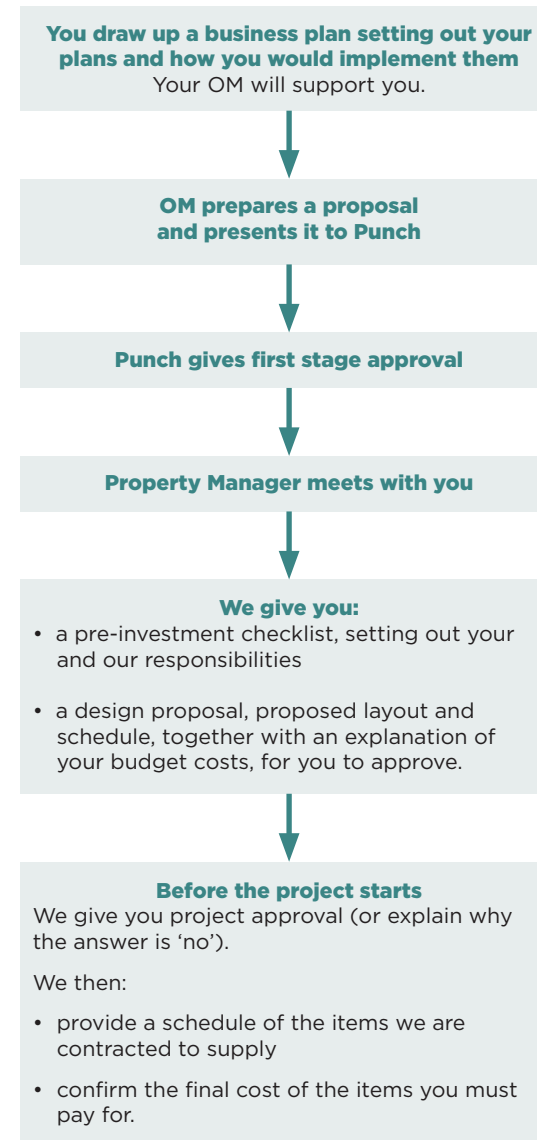 You draw up a business plan setting out your
plans and how you would implement them
Your OM will support you.
OM prepares a proposal
and presents it to Punch
Punch gives first stage approval
Property Manager meets with you
We give you:
• a pre-investment checklist, setting out your
and our responsibilities
• a design proposal, proposed layout and
schedule, together with an explanation of
your budget costs, for you to approve.
Before the project starts
We give you project approval (or explain why
the answer is ‘no’).
We then:
• provide a schedule of the items we are
contracted to supply
• confirm the final cost of the items you must
pay for.